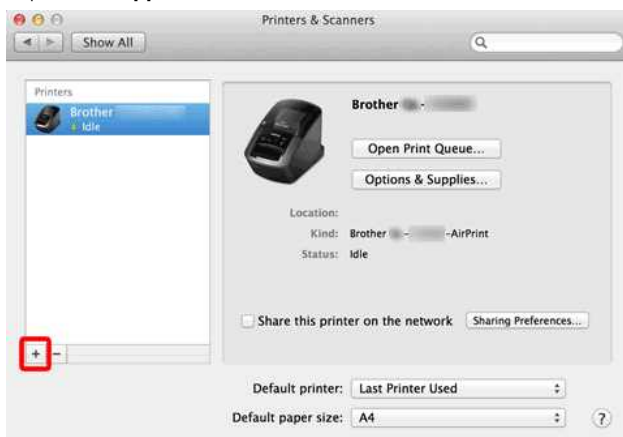 Printers & Scanners
Show All
Printers
Brother
Idle
Brother -
Open Print Queue...
Options & Supplies...
Location:
Kind: Brother - -AirPrint
Status: Idle
Share this printer on the network Sharing Preferences...
+ -
Default printer: Last Printer Used
Default paper size: A4 ?